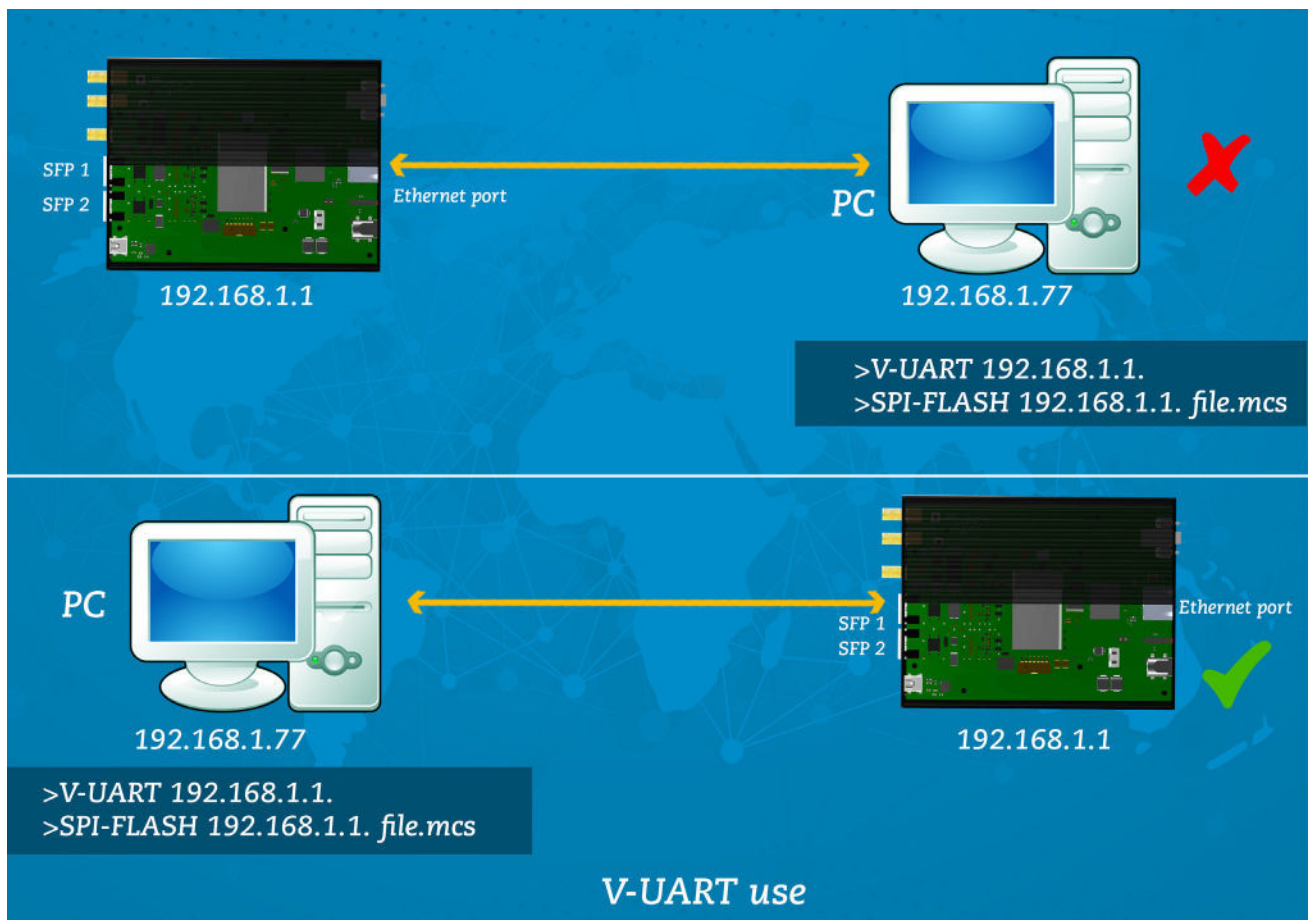 SFP 1
SFP 2
Ethernet port
PC
192.168.1.1
192.168.1.77
>V-UART 192.168.1.1.
>SPI-FLASH 192.168.1.1. file.mcs
PC
SFP 1
SFP 2
Ethernet port
192.168.1.77
192.168.1.1
>V-UART 192.168.1.1.
>SPI-FLASH 192.168.1.1. file.mcs
V-UART use